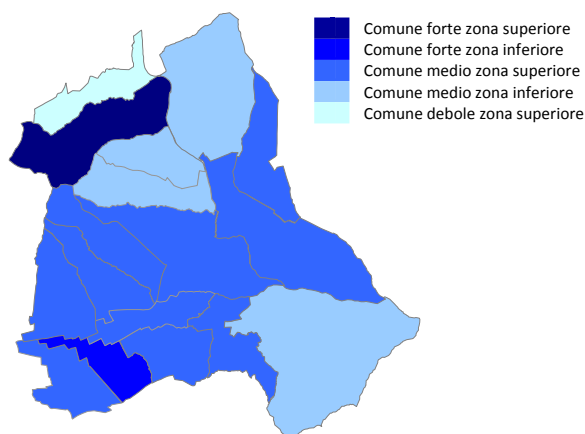 Comune forte zona superiore
Comune forte zona inferiore
Comune medio zona superiore
Comune medio zona inferiore
Comune debole zona superiore